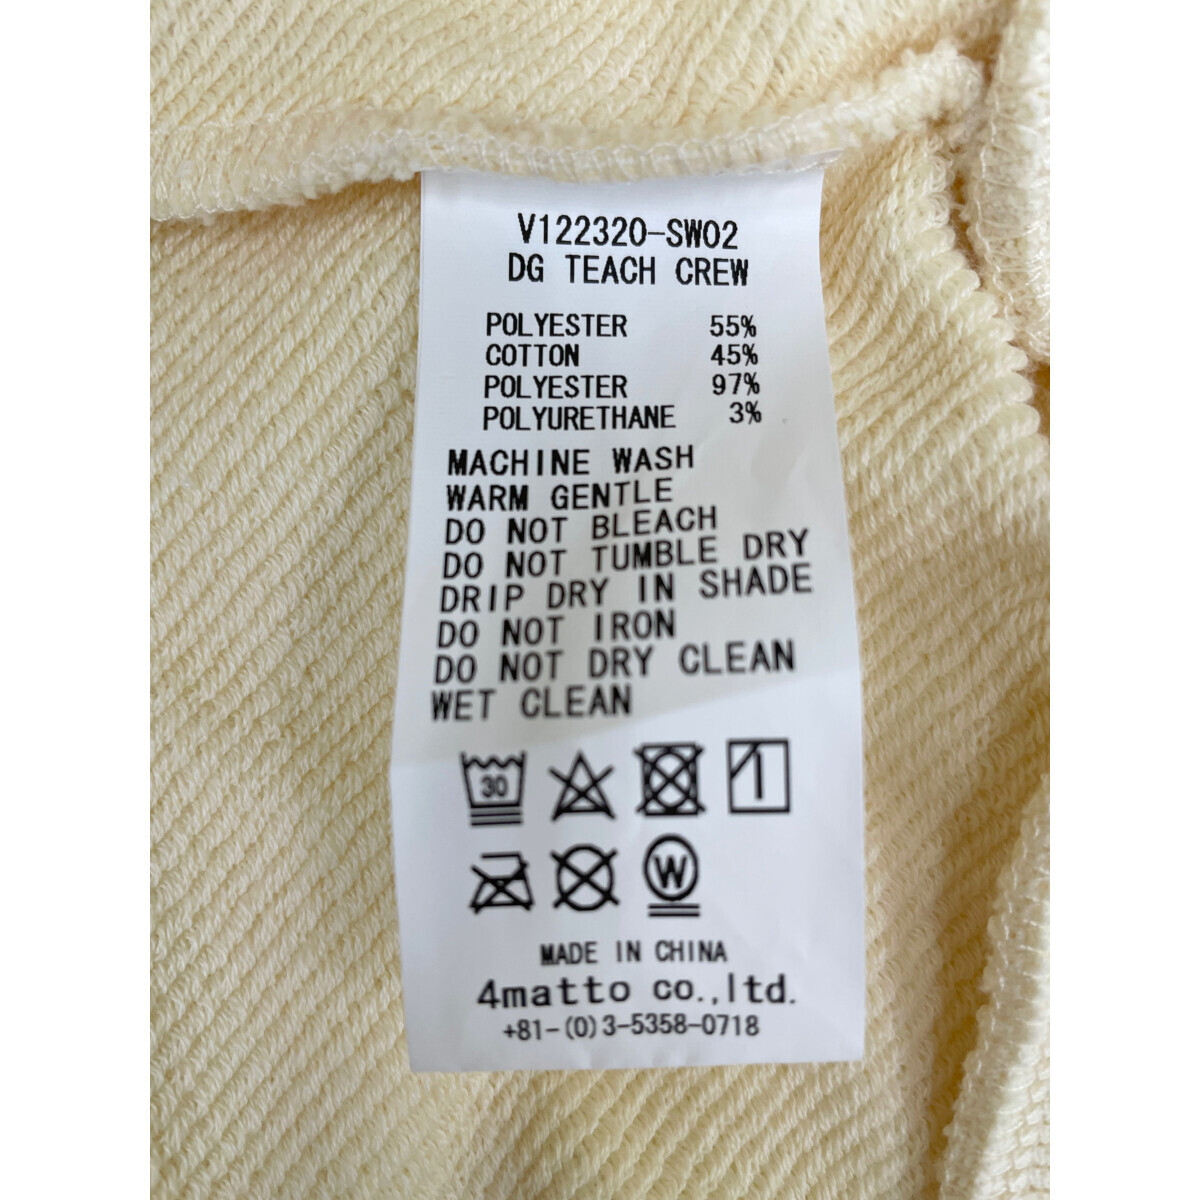 V122320-SW02
DG TEACH CREW
POLYESTER 55%
COTTON 45%
POLYESTER 97%
POLYURETHANE 3%
MACHINE WASH
WARM GENTLE
DO NOT BLEACH
DO NOT TUMBLE DRY
DRIP DRY IN SHADE
DO NOT IRON
DO NOT DRY CLEAN
WET CLEAN
30
W
MADE IN CHINA
4matto co.,ltd.
+81-(0)3-5358-0718